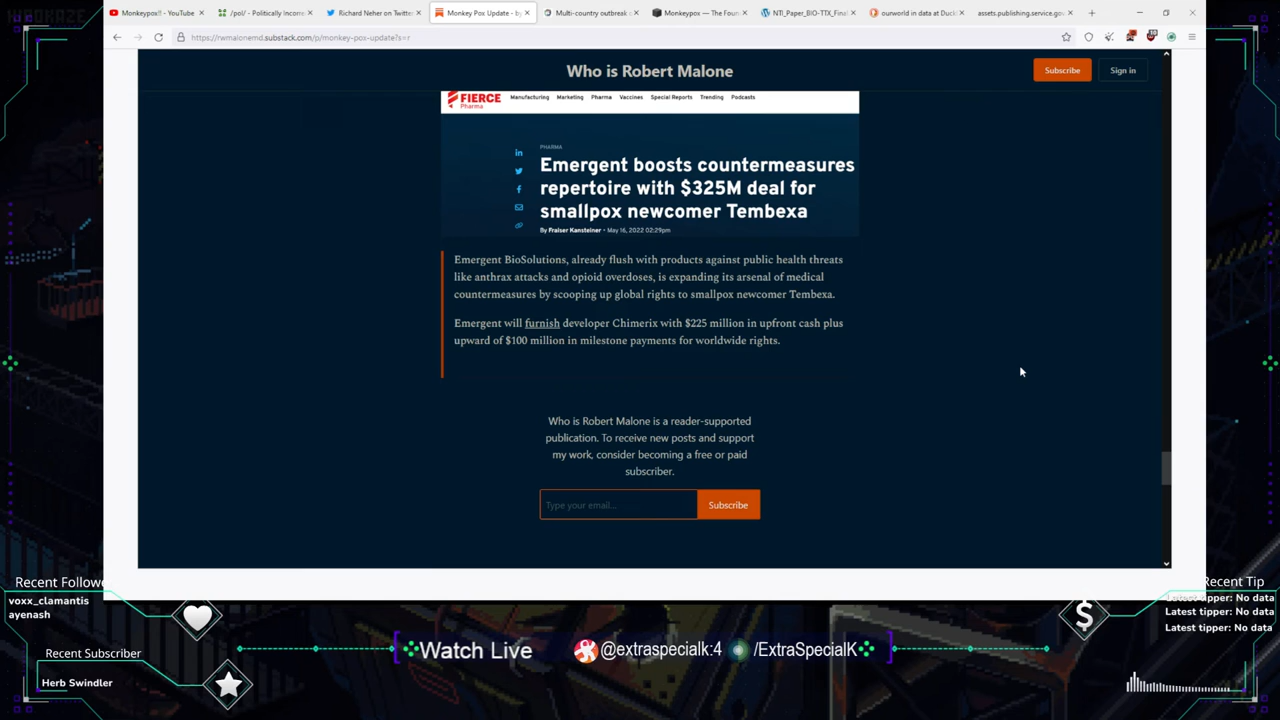 Monkeypox!! - YouTube
/pol/ - Politically Incorre
Richard Neher on Twitter
Monkey Pox Update - by
Multi-country outbreak
Monkeypox — The Fo
NTI_Paper_BIO-TTX_Final
ourworld in data at Duc
assets.publishing.service.gov.
https://rwmalonemd.substack.com/p/monkey-pos-update?s=r
Who is Robert Malone
Subscribe
Sign in
FIERCE
Pharma
Manufacturing Marketing Pharma Vaccines Special Reports Trending Podcasts
PHARMA
Emergent boosts countermeasures
repertoire with $325M deal for
smallpox newcomer Tembexa
By Fraiser Kansteiner • May 16, 2022 02:29pm
Emergent BioSolutions, already flush with products against public health threats
like anthrax attacks and opioid overdoses, is expanding its arsenal of medical
countermeasures by scooping up global rights to smallpox newcomer Tembexa.
Emergent will furnish developer Chimerix with $225 million in upfront cash plus
upward of $100 million in milestone payments for worldwide rights.
Who is Robert Malone is a reader-supported
publication. To receive new posts and support
my work, consider becoming a free or paid
subscriber.
Type your email...
Subscribe
Recent Followe
voxx_clamantis
ayenash
Recent Subscriber
Herb Swindler
Watch Live
@extraspecialk:4
/ExtraSpecialK
Recent Tip
Latest tipper: No data
Latest tipper: No data
Latest tipper: No data